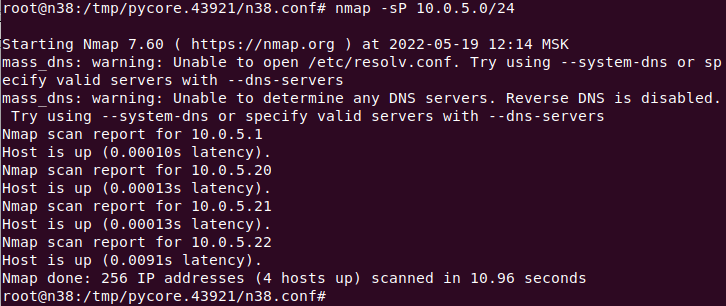 root@n38:/tmp/pycore.43921/n38.conf# nmap -sP 10.0.5.0/24
Starting Nmap 7.60 ( https://nmap.org ) at 2022-05-19 12:14 MSK
mass_dns: warning: Unable to open /etc/resolv.conf. Try using --system-dns or sp
ecify valid servers with --dns-servers
mass_dns: warning: Unable to determine any DNS servers. Reverse DNS is disabled.
 Try using --system-dns or specify valid servers with --dns-servers
Nmap scan report for 10.0.5.1
Host is up (0.00010s latency).
Nmap scan report for 10.0.5.20
Host is up (0.00013s latency).
Nmap scan report for 10.0.5.21
Host is up (0.00013s latency).
Nmap scan report for 10.0.5.22
Host is up (0.0091s latency).
Nmap done: 256 IP addresses (4 hosts up) scanned in 10.96 seconds
root@n38:/tmp/pycore.43921/n38.conf#